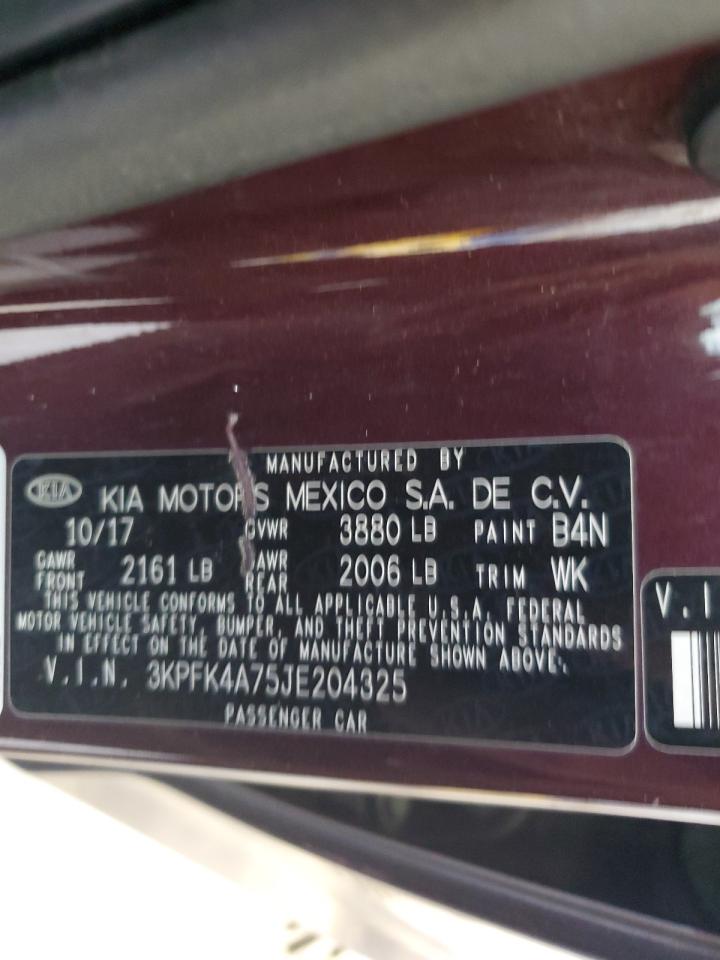 MANUFACTURED BY
KIA KIA MOTORS MEXICO S.A. DE C.V.
10/17 GVWR 3880 LB PAINT B4N
GAWR FRONT 2161 LB GAWR REAR 2006 LB TRIM WK
THIS VEHICLE CONFORMS TO ALL APPLICABLE U.S.A. FEDERAL
MOTOR VEHICLE SAFETY, BUMPER, AND THEFT PREVENTION STANDARDS
IN EFFECT ON THE DATE OF MANUFACTURE SHOWN ABOVE.
V.I.N. 3KPFK4A75JE204325
PASSENGER CAR
V.I